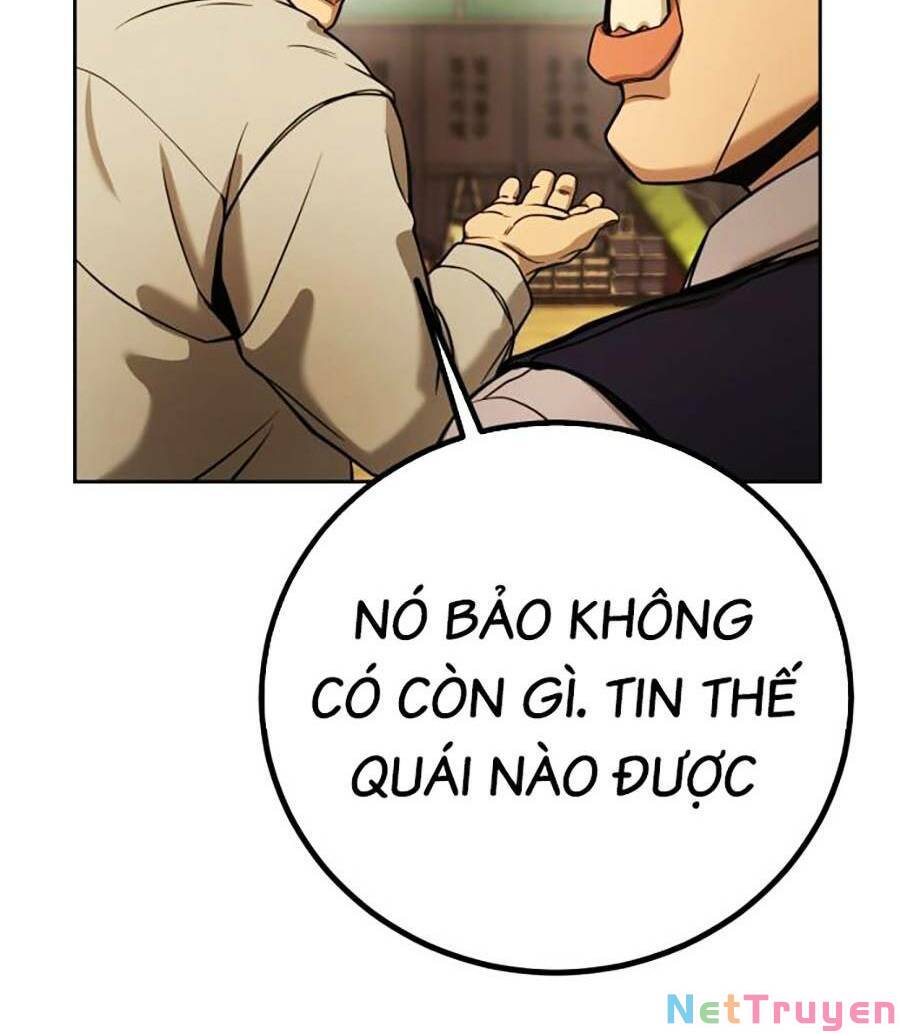 NÓ BẢO KHÔNG
CÓ CÒN GÌ. TIN THẾ
QUÁI NÀO ĐƯỢC
NetTruyen